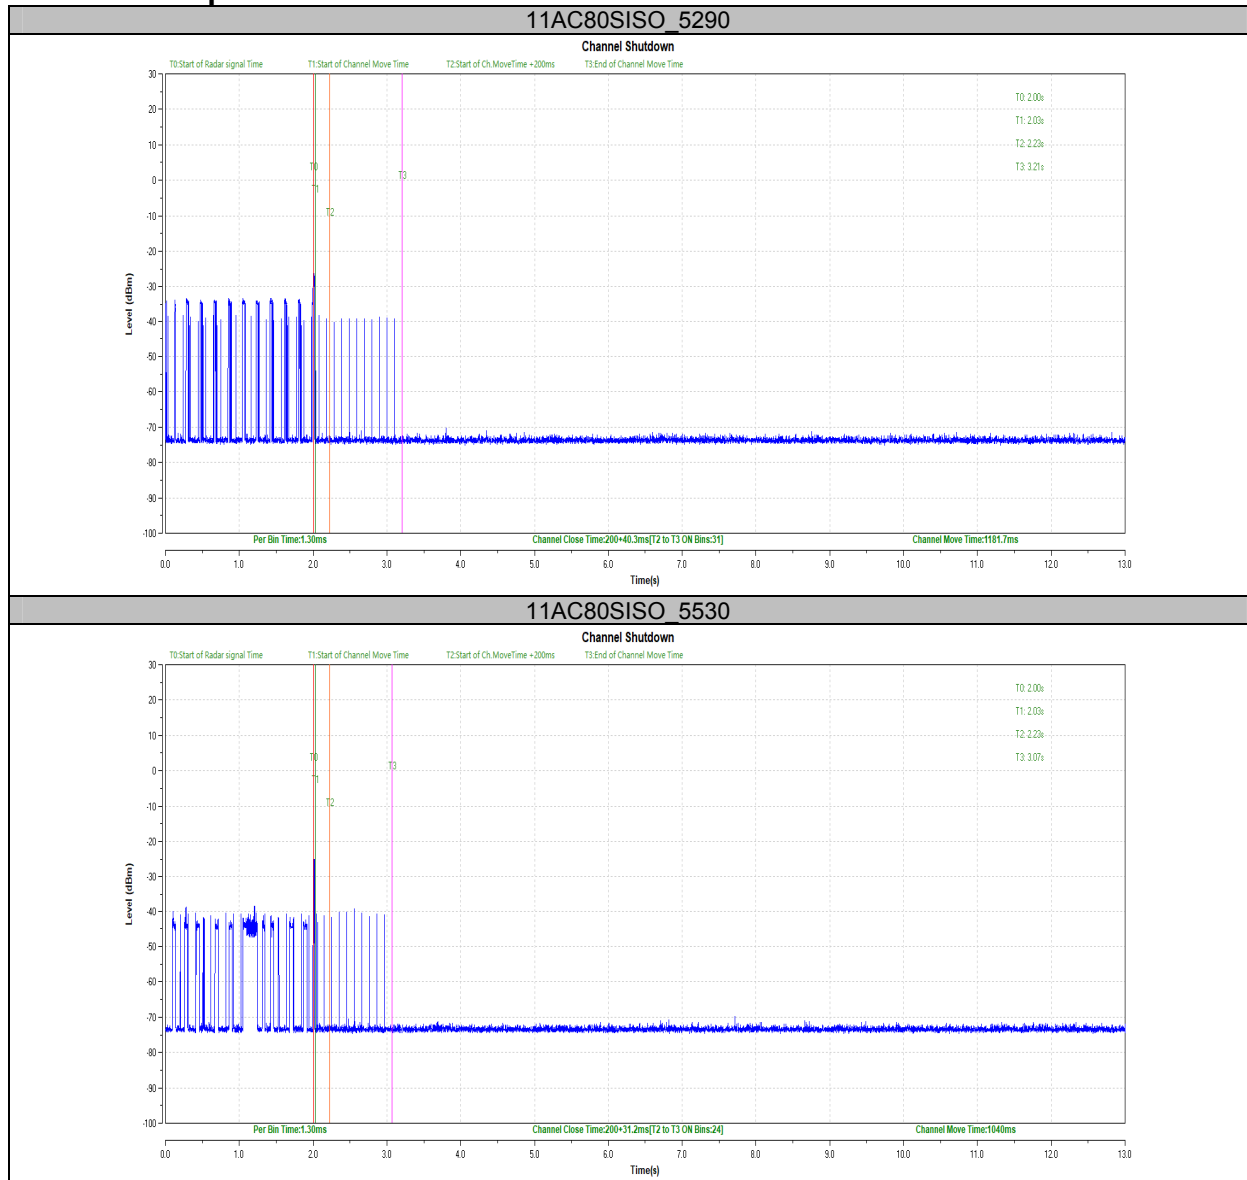 11AC80SISO_5290
Channel Shutdown
T0:Start of Radar signal Time T1:Start of Channel Move Time T2:Start of Ch.MoveTime +200ms T3:End of Channel Move Time
30
T0: 2.00s
20
T1: 2.03s
10
T2: 2.23s
T0 T3 T3: 3.21s
0
T1
-10 T2
-20
Level (dBm)
-30
-40
-50
-60
-70
-80
-90
-100
Per Bin Time:1.30ms Channel Close Time:200+40.3ms[T2 to T3 ON Bins:31] Channel Move Time:1181.7ms
0.0 1.0 2.0 3.0 4.0 5.0 6.0 7.0 8.0 9.0 10.0 11.0 12.0 13.0
Time(s)
11AC80SISO_5530
Channel Shutdown
T0:Start of Radar signal Time T1:Start of Channel Move Time T2:Start of Ch.MoveTime +200ms T3:End of Channel Move Time
30
T0: 2.00s
20
T1: 2.03s
10
T2: 2.23s
T0 T3 T3: 3.07s
0
T1
-10 T2
-20
Level (dBm)
-30
-40
-50
-60
-70
-80
-90
-100
Per Bin Time:1.30ms Channel Close Time:200+31.2ms[T2 to T3 ON Bins:24] Channel Move Time:1040ms
0.0 1.0 2.0 3.0 4.0 5.0 6.0 7.0 8.0 9.0 10.0 11.0 12.0 13.0
Time(s)